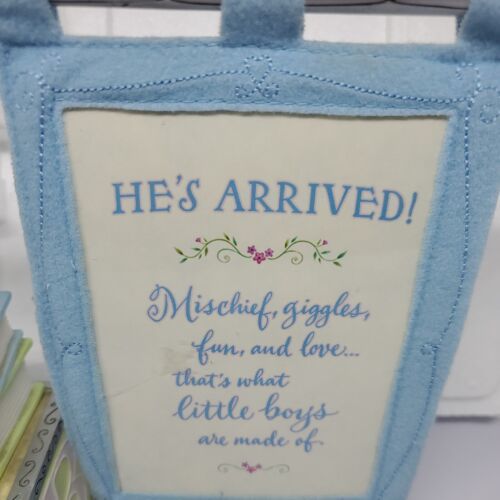 HE'S ARRIVED!
Mischief, giggles,
fun, and love...
that's what
little boys
are made of.